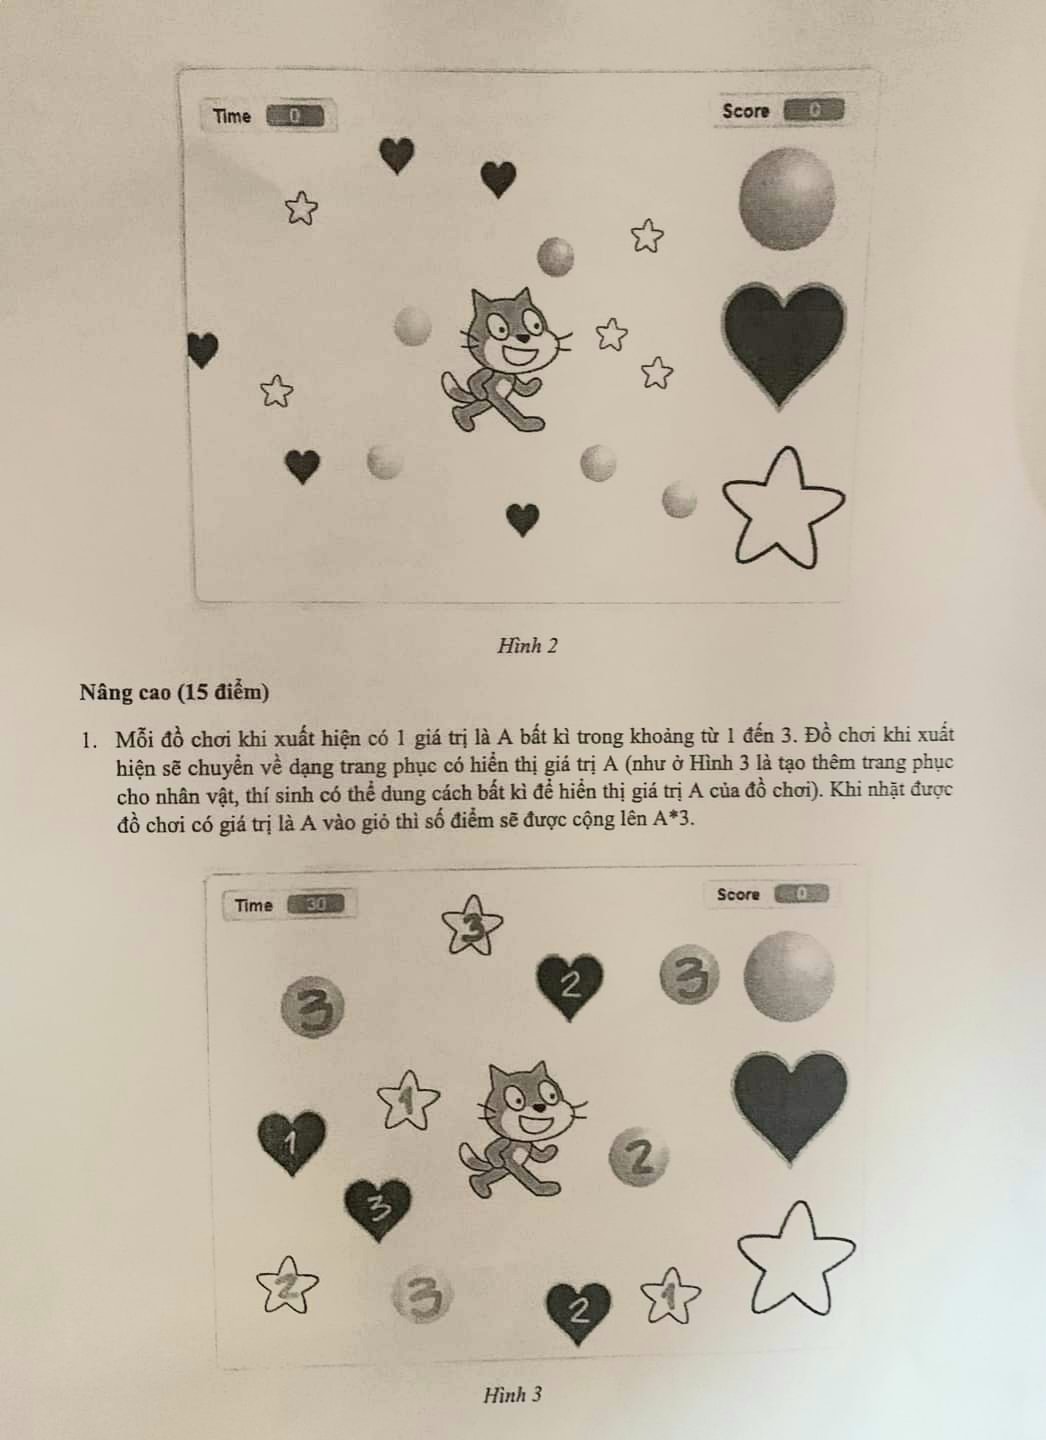 Time 0 Score 0
Hình 2
Nâng cao (15 điểm)
1. Mỗi đồ chơi khi xuất hiện có 1 giá trị là A bất kì trong khoảng từ 1 đến 3. Đồ chơi khi xuất
hiện sẽ chuyển về dạng trang phục có hiển thị giá trị A (như ở Hình 3 là tạo thêm trang phục
cho nhân vật, thí sinh có thể dung cách bất kì để hiển thị giá trị A của đồ chơi). Khi nhặt được
đồ chơi có giá trị là A vào giỏ thì số điểm sẽ được cộng lên A*3.
Time 30 Score 0
3
2 3
3
1
1 2
3
2 3 2 1
Hình 3